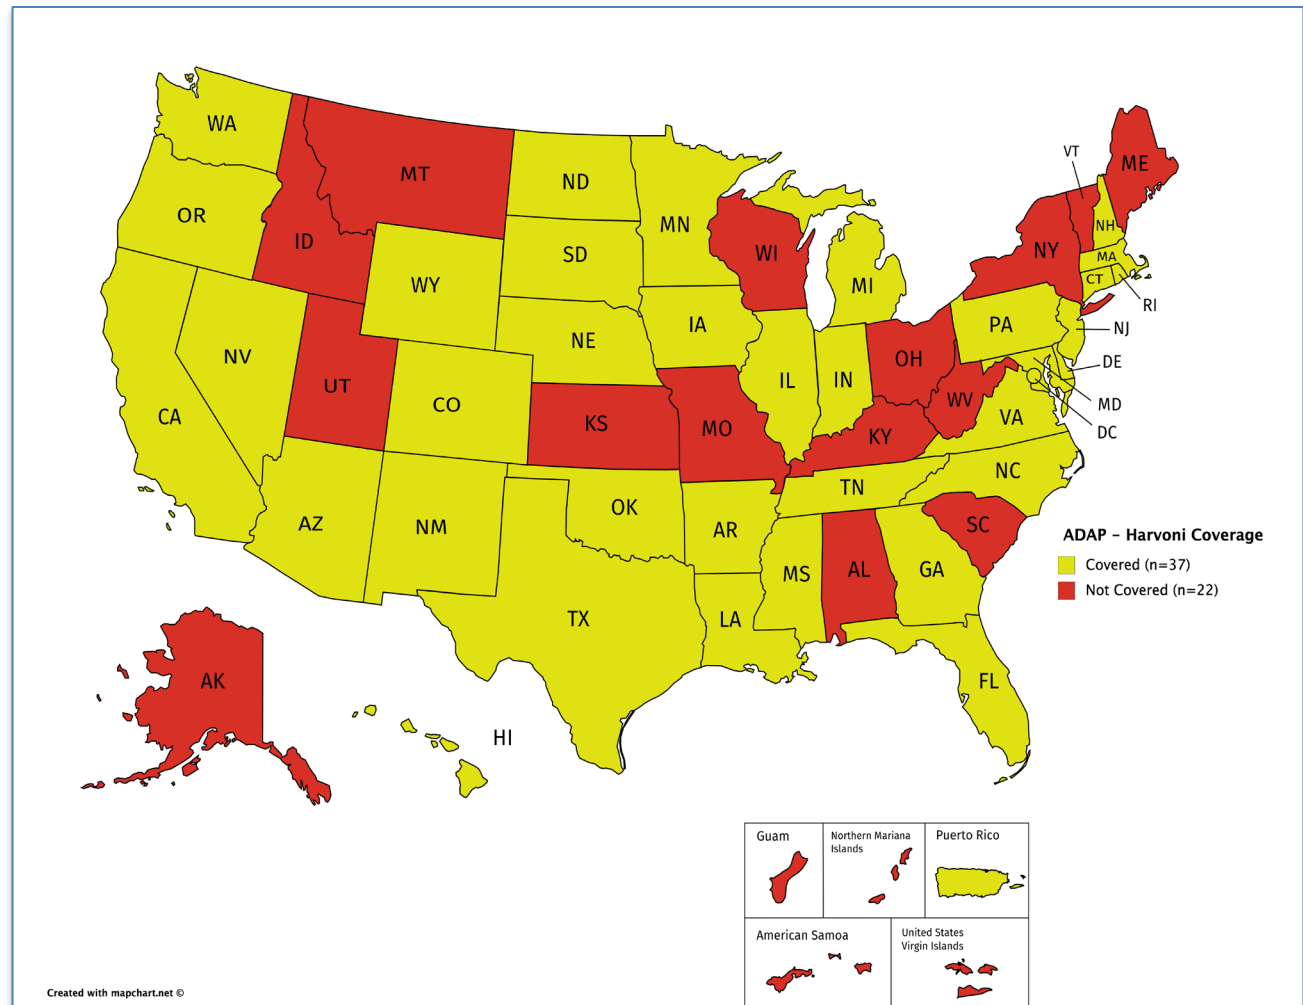 WA
MT
ND
MN
OR
ID
SD
WI
WY
MI
VT
ME
NH
NY
MA
CT
RI
NV
UT
CO
NE
IA
IL
IN
OH
PA
NJ
DE
MD
DC
CA
KS
MO
KY
WV
VA
AZ
NM
OK
AR
TN
NC
SC
TX
LA
MS
AL
GA
FL
AK
HI
ADAP – Harvoni Coverage
Covered (n=37)
Not Covered (n=22)
Guam
Northern Mariana
Islands
Puerto Rico
American Samoa
United States
Virgin Islands
Created with mapchart.net ©